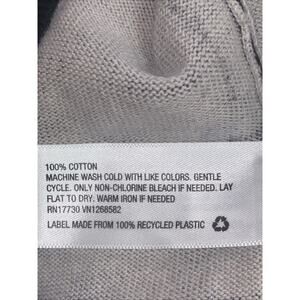 100% COTTON
MACHINE WASH COLD WITH LIKE COLORS. GENTLE
CYCLE. ONLY NON-CHLORINE BLEACH IF NEEDED. LAY
FLAT TO DRY. WARM IRON IF NEEDED
RN17730 VN1268582
LABEL MADE FROM 100% RECYCLED PLASTIC